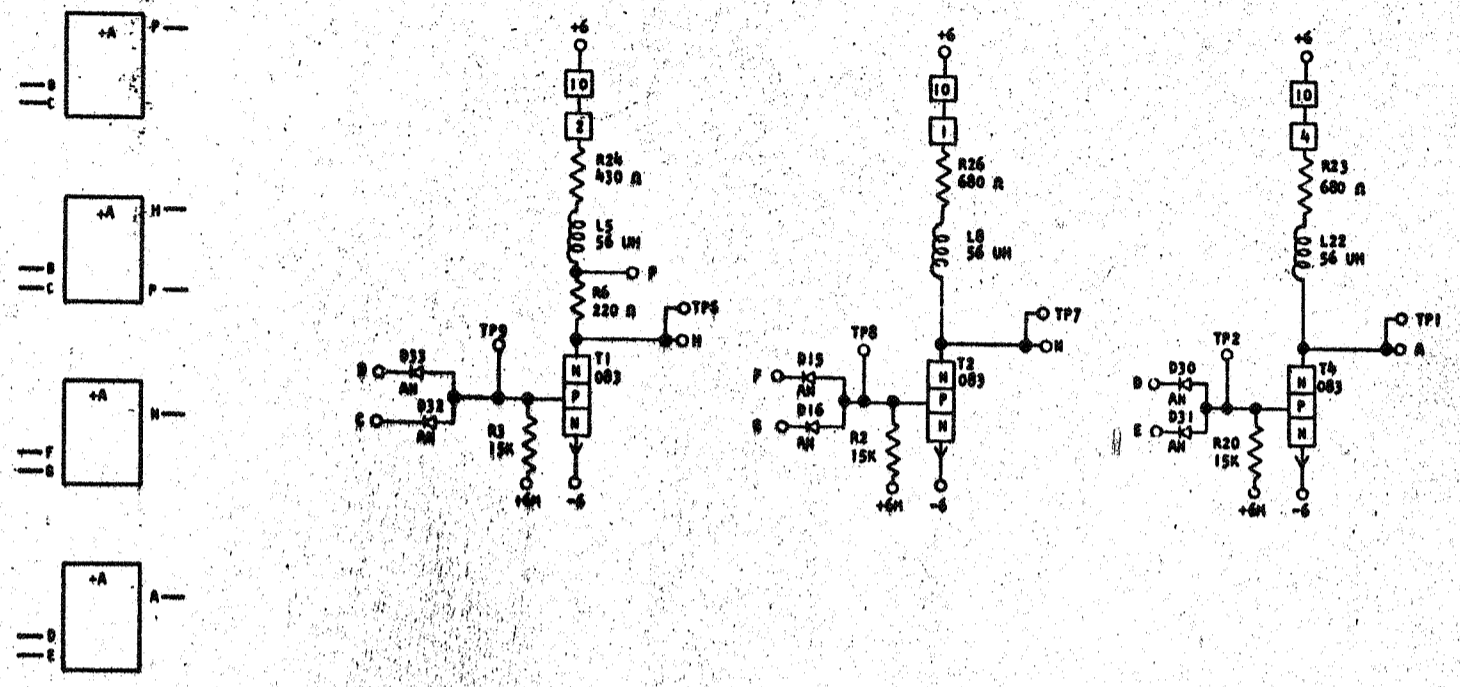 +A
P
B
C
+A
H
B
C
P
+A
N
F
B
+A
A
D
E
+6
10
2
R24
430 Ω
L5
56 UH
P
R6
220 Ω
TP9
H
D33
AN
D32
AN
C
R3
15K
+6M
T1
083
N
P
N
-6
+6
10
1
R26
680 Ω
L8
56 UH
TP7
N
TP8
F
D15
AN
D16
AN
R2
15K
+6M
T2
083
N
P
N
-6
+6
10
4
R23
680 Ω
L22
56 UH
TP1
A
TP2
D
D30
AN
D31
AN
E
R20
15K
+6M
T4
083
N
P
N
-6